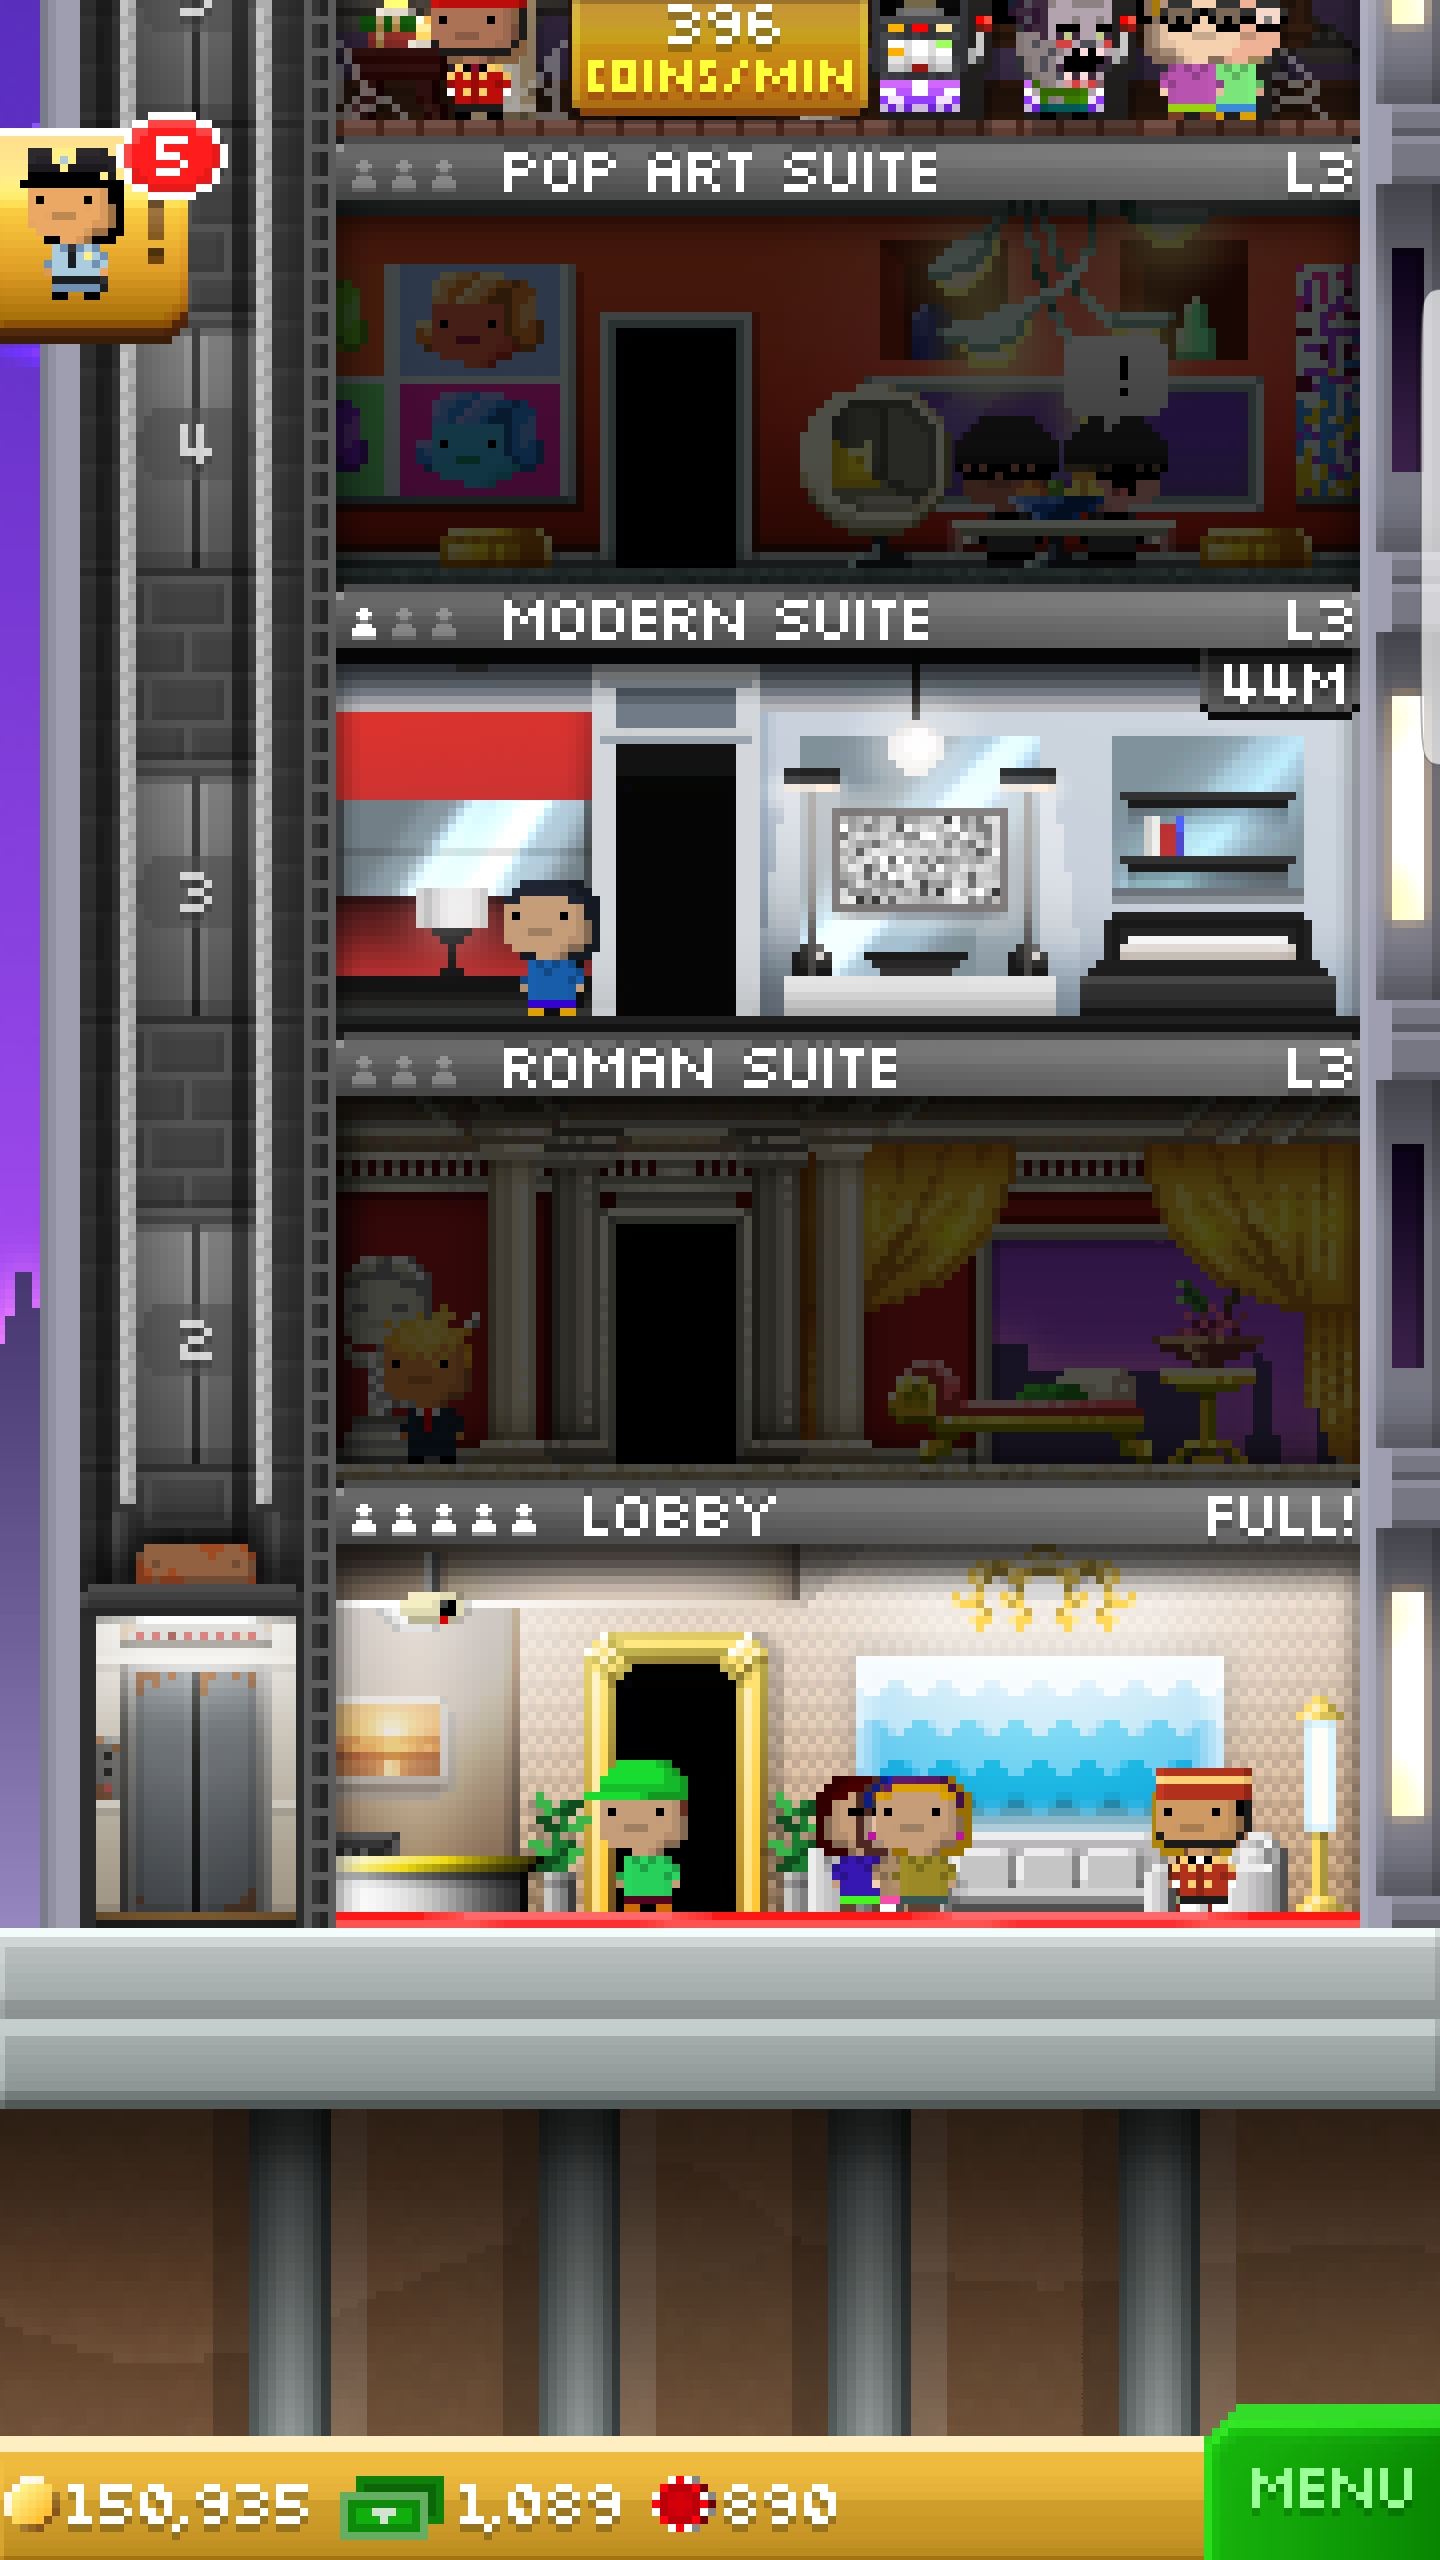 396
COINS/MIN
5
POP ART SUITE L3
!
4
MODERN SUITE L3
44M
3
ROMAN SUITE L3
2
LOBBY FULL!
150,935 1,089 890
MENU